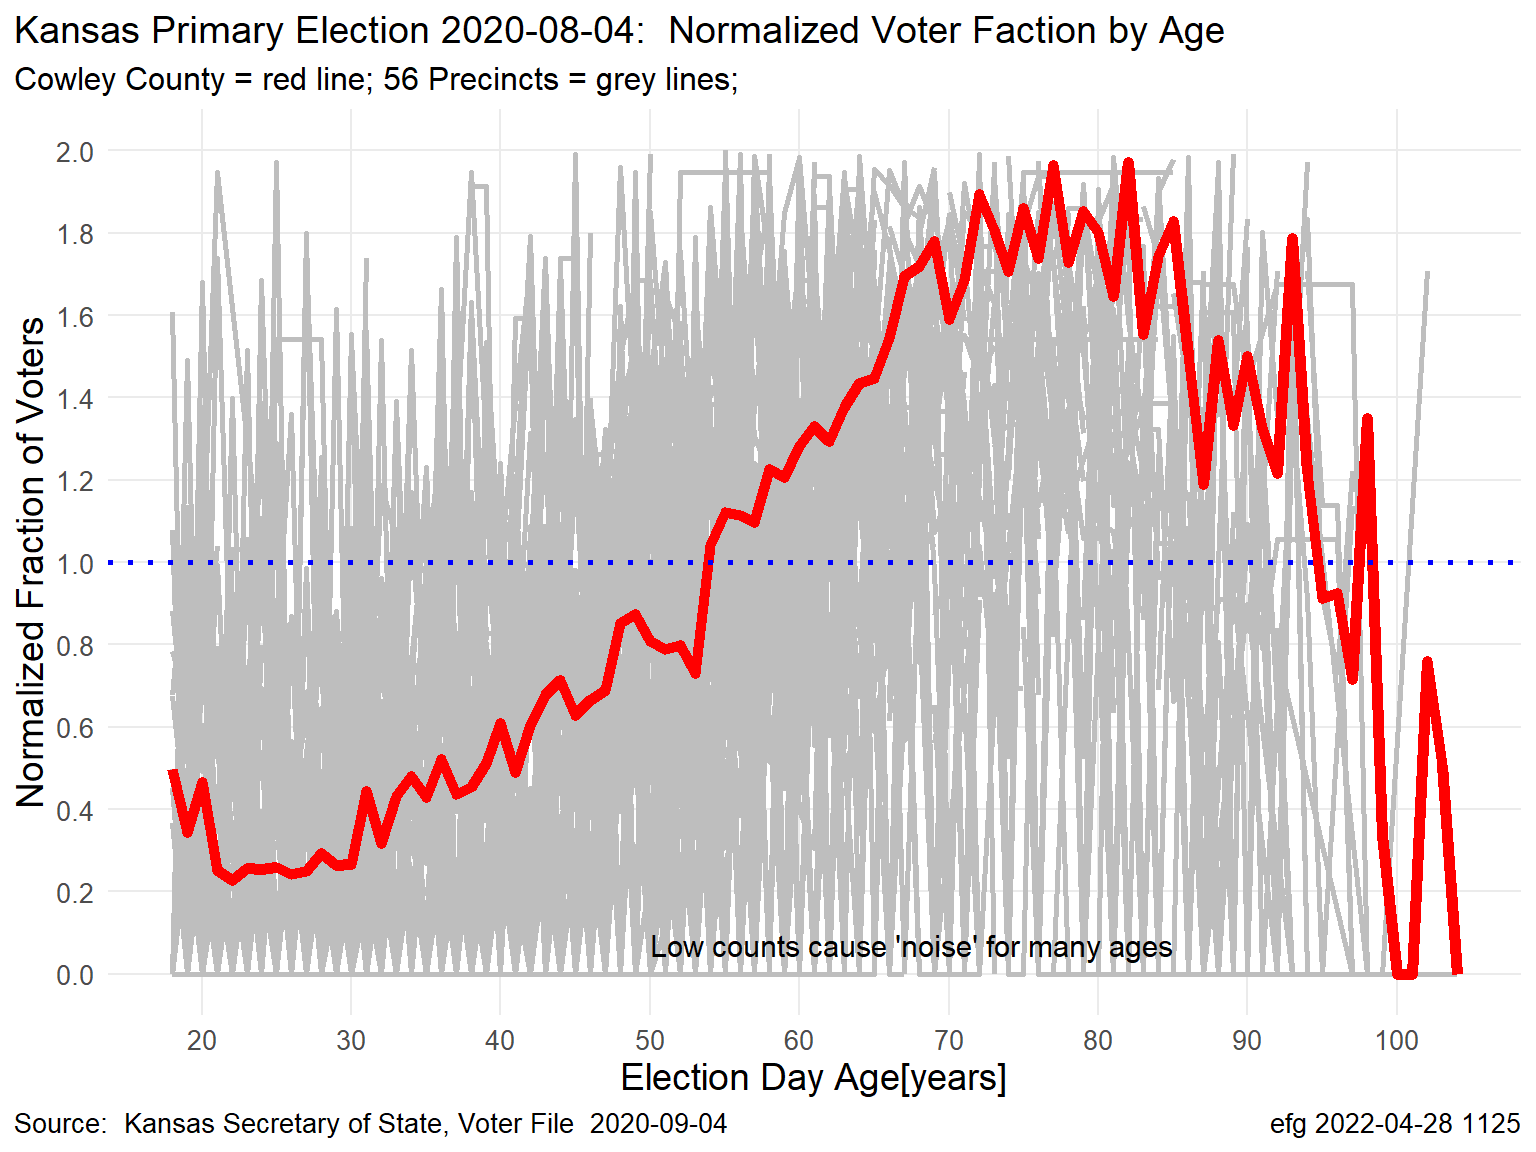 Kansas Primary Election 2020-08-04:  Normalized Voter Faction by Age
Cowley County = red line; 56 Precincts = grey lines;
Normalized Fraction of Voters
2.0
1.8
1.6
1.4
1.2
1.0
0.8
0.6
0.4
0.2
0.0
Low counts cause 'noise' for many ages
20 30 40 50 60 70 80 90 100
Election Day Age[years]
Source:  Kansas Secretary of State, Voter File  2020-09-04
efg 2022-04-28 1125